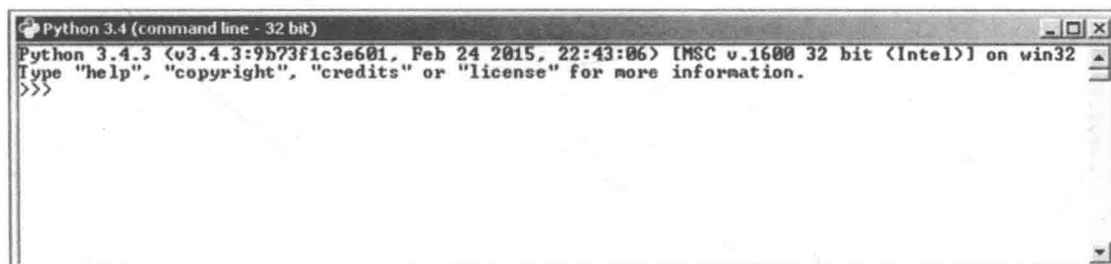 Python 3.4 (command line - 32 bit)
Python 3.4.3 (v3.4.3:9b73f1c3e601, Feb 24 2015, 22:43:06) [MSC v.1600 32 bit (Intel)] on win32
Type "help", "copyright", "credits" or "license" for more information.
>>>